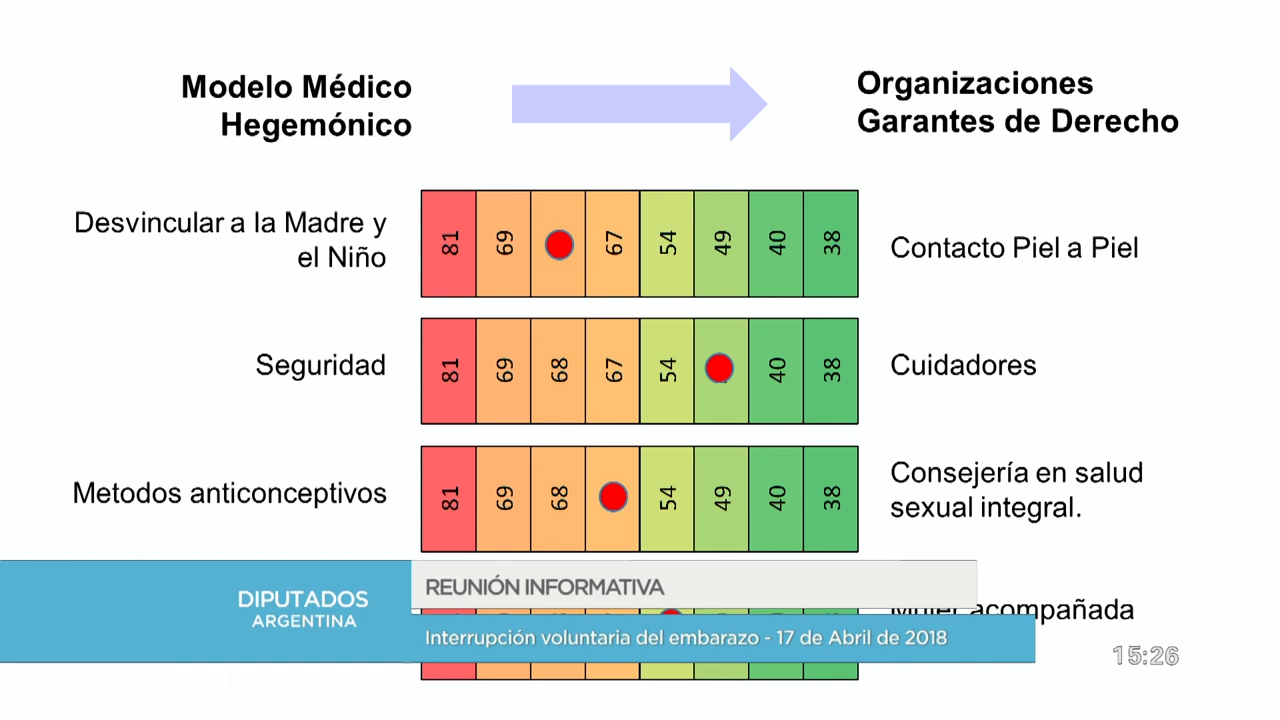 Modelo Médico
Hegemónico
Organizaciones
Garantes de Derecho
Desvincular a la Madre y
el Niño
81 69 67 54 49 40 38
Contacto Piel a Piel
Seguridad
81 69 68 67 54 40 38
Cuidadores
Metodos anticonceptivos
81 69 68 54 49 40 38
Consejería en salud
sexual integral.
Mujer acompañada
DIPUTADOS
ARGENTINA
REUNIÓN INFORMATIVA
Interrupción voluntaria del embarazo - 17 de Abril de 2018
15:26